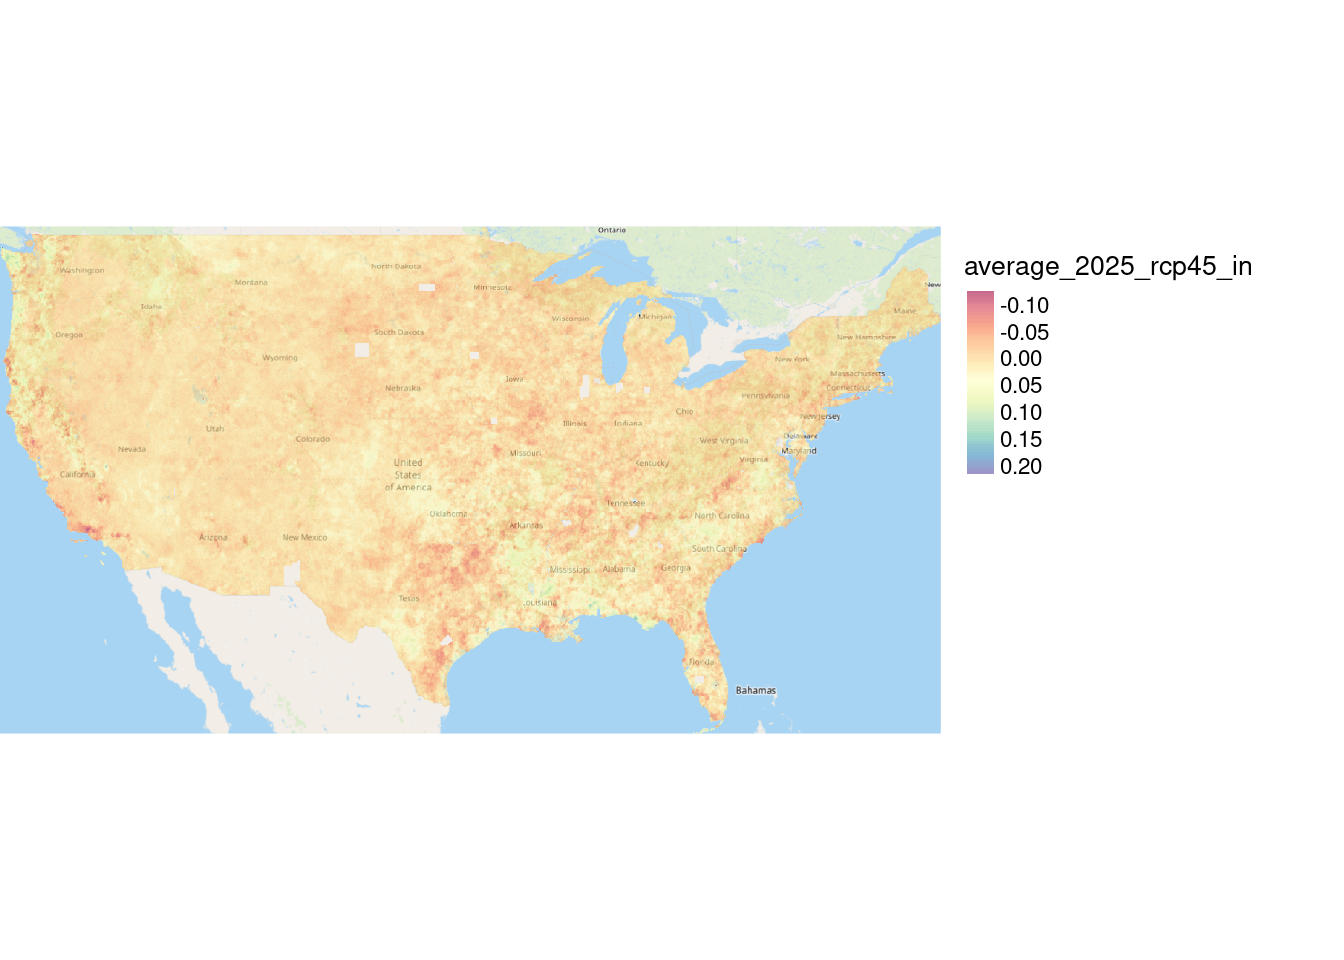 Ontario
Washington
Montana
North Dakota
Minnesota
New
Idaho
Maine
Oregon
South Dakota
Wisconsin
Michigan
New Hampshire
Wyoming
New York
Massachusetts
Iowa
Nebraska
Connecticut
Pennsylvania
Ohio
New Jersey
Utah
Illinois
Indiana
Colorado
West Virginia
Delaware
Nevada
Missouri
Maryland
United
States
of America
Kentucky
Virginia
California
Tennessee
Oklahoma
North Carolina
Arkansas
Arizona
New Mexico
South Carolina
Mississippi
Alabama
Georgia
Texas
Louisiana
Florida
Bahamas
average_2025_rcp45_in
-0.10
-0.05
0.00
0.05
0.10
0.15
0.20